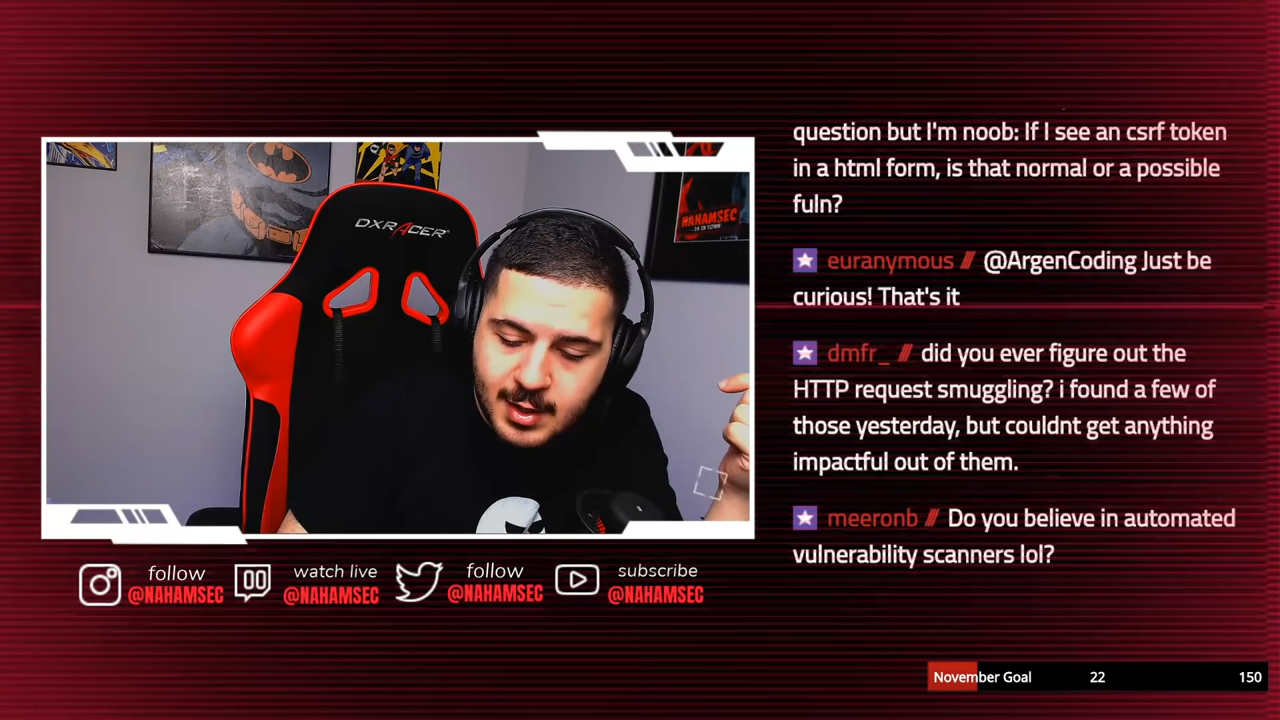 question but I'm noob: If I see an csrf token
in a html form, is that normal or a possible
fuln?
euranymous // @ArgenCoding Just be
curious! That's it
dmfr_ // did you ever figure out the
HTTP request smuggling? i found a few of
those yesterday, but couldnt get anything
impactful out of them.
meeronb // Do you believe in automated
vulnerability scanners lol?
DXRACER
NAHAMSEC
follow
@NAHAMSEC
watch live
@NAHAMSEC
follow
@NAHAMSEC
subscribe
@NAHAMSEC
November Goal 22 150